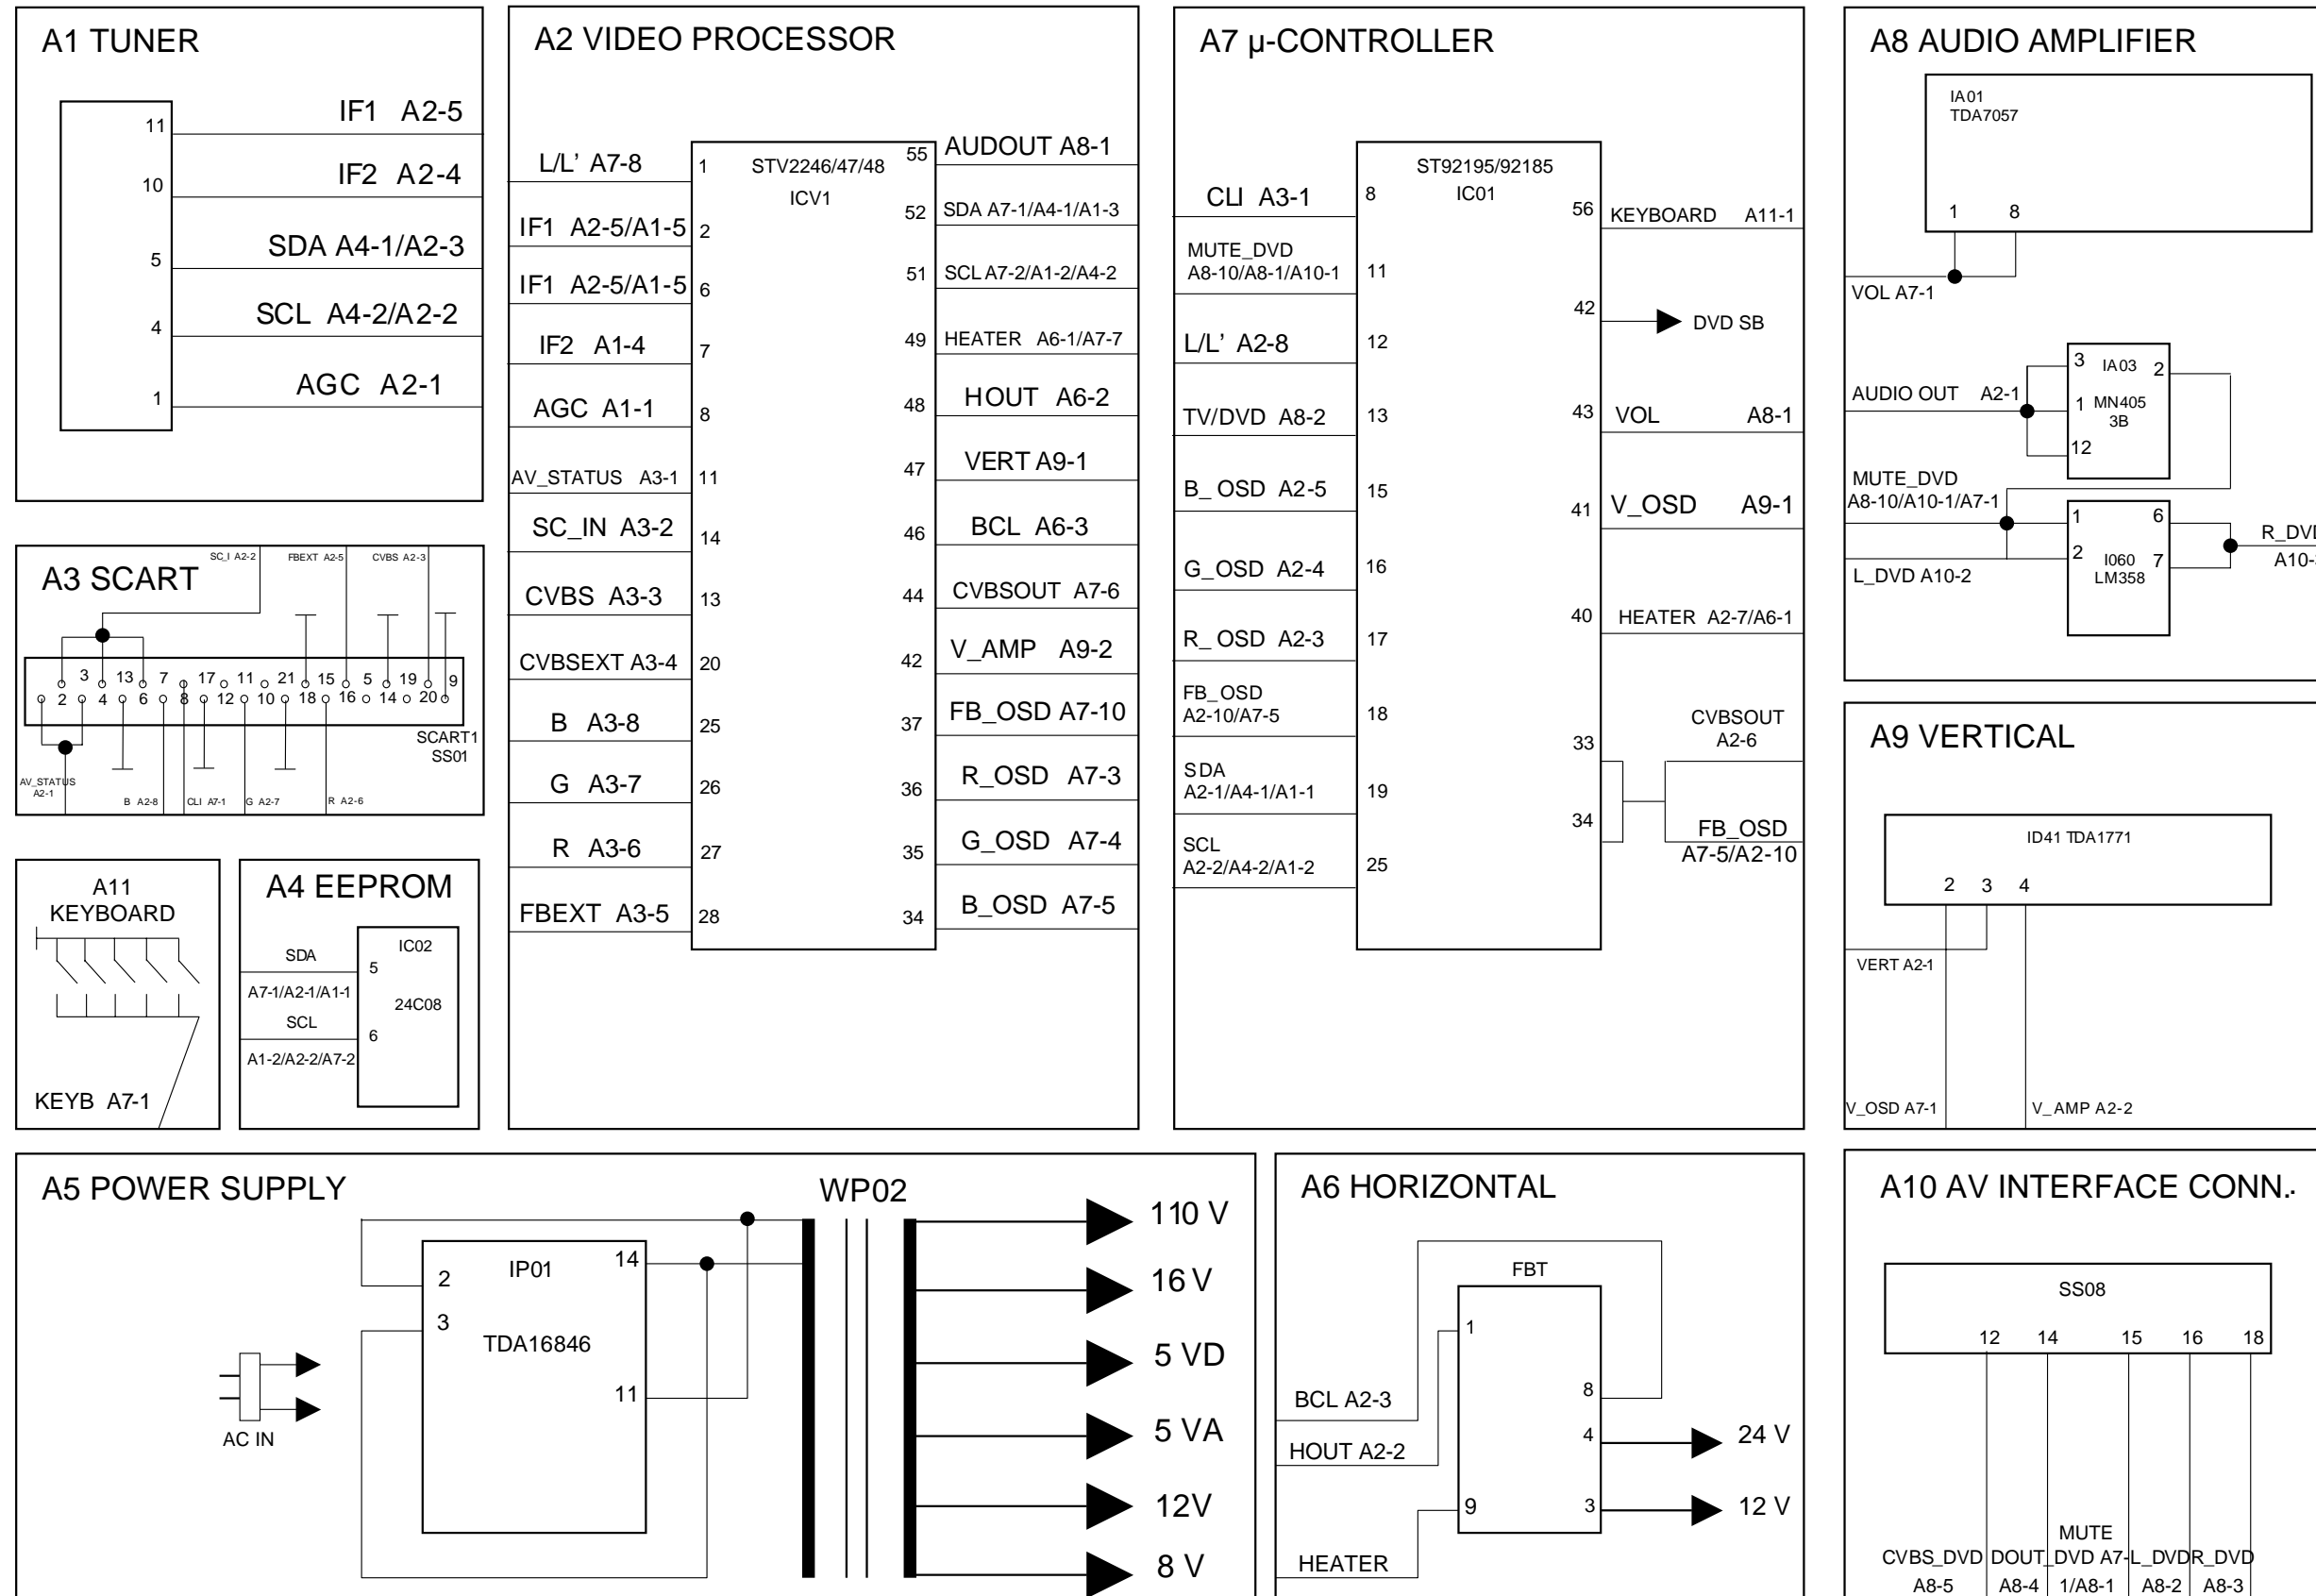 A1 TUNER
11
IF1 A2-5
10
IF2 A2-4
5
SDA A4-1/A2-3
4
SCL A4-2/A2-2
1
AGC A2-1
A2 VIDEO PROCESSOR
STV2246/47/48
ICV1
L/L' A7-8
1
IF1 A2-5/A1-5
2
IF1 A2-5/A1-5
6
IF2 A1-4
7
AGC A1-1
8
AV_STATUS A3-1
11
SC_IN A3-2
14
CVBS A3-3
13
CVBSEXT A3-4
20
B A3-8
25
G A3-7
26
R A3-6
27
FBEXT A3-5
28
55
AUDOUT A8-1
52
SDA A7-1/A4-1/A1-3
51
SCL A7-2/A1-2/A4-2
49
HEATER A6-1/A7-7
48
HOUT A6-2
47
VERT A9-1
46
BCL A6-3
44
CVBSOUT A7-6
42
V_AMP A9-2
37
FB_OSD A7-10
36
R_OSD A7-3
35
G_OSD A7-4
34
B_OSD A7-5
A7 µ-CONTROLLER
ST92195/92185
IC01
CLI A3-1
8
MUTE_DVD
A8-10/A8-1/A10-1
11
L/L' A2-8
12
TV/DVD A8-2
13
B_ OSD A2-5
15
G_OSD A2-4
16
R_ OSD A2-3
17
FB_OSD
A2-10/A7-5
18
SDA
A2-1/A4-1/A1-1
19
SCL
A2-2/A4-2/A1-2
25
56
KEYBOARD A11-1
42
DVD SB
43
VOL A8-1
41
V_OSD A9-1
40
HEATER A2-7/A6-1
33
CVBSOUT
A2-6
34
FB_OSD
A7-5/A2-10
A8 AUDIO AMPLIFIER
IA01
TDA7057
1 8
VOL A7-1
AUDIO OUT A2-1
3 IA03 2
1 MN405
3B
12
MUTE_DVD
A8-10/A10-1/A7-1
1 6
2 I060 7
LM358
L_DVD A10-2
R_DVD
A10-
A3 SCART
SC_I A2-2 FBEXT A2-5 CVBS A2-3
3 13 7 17 11 21 15 5 19 9
2 4 6 8 12 10 18 16 14 20
SCART1
SS01
AV_STATUS
A2-1
B A2-8 CLI A7-1 G A2-7 R A2-6
A9 VERTICAL
ID41 TDA1771
2 3 4
VERT A2-1
V_OSD A7-1
V_AMP A2-2
A11
KEYBOARD
KEYB A7-1
A4 EEPROM
IC02
SDA
5
A7-1/A2-1/A1-1
24C08
SCL
6
A1-2/A2-2/A7-2
A5 POWER SUPPLY
WP02
IP01
TDA16846
2
3
14
11
AC IN
110 V
16 V
5 VD
5 VA
12V
8 V
A6 HORIZONTAL
FBT
1
8
4
9
3
BCL A2-3
HOUT A2-2
HEATER
24 V
12 V
A10 AV INTERFACE CONN.
SS08
12 14 15 16 18
MUTE
CVBS_DVD DOUT_DVD A7-L_DVD R_DVD
A8-5 A8-4 1/A8-1 A8-2 A8-3